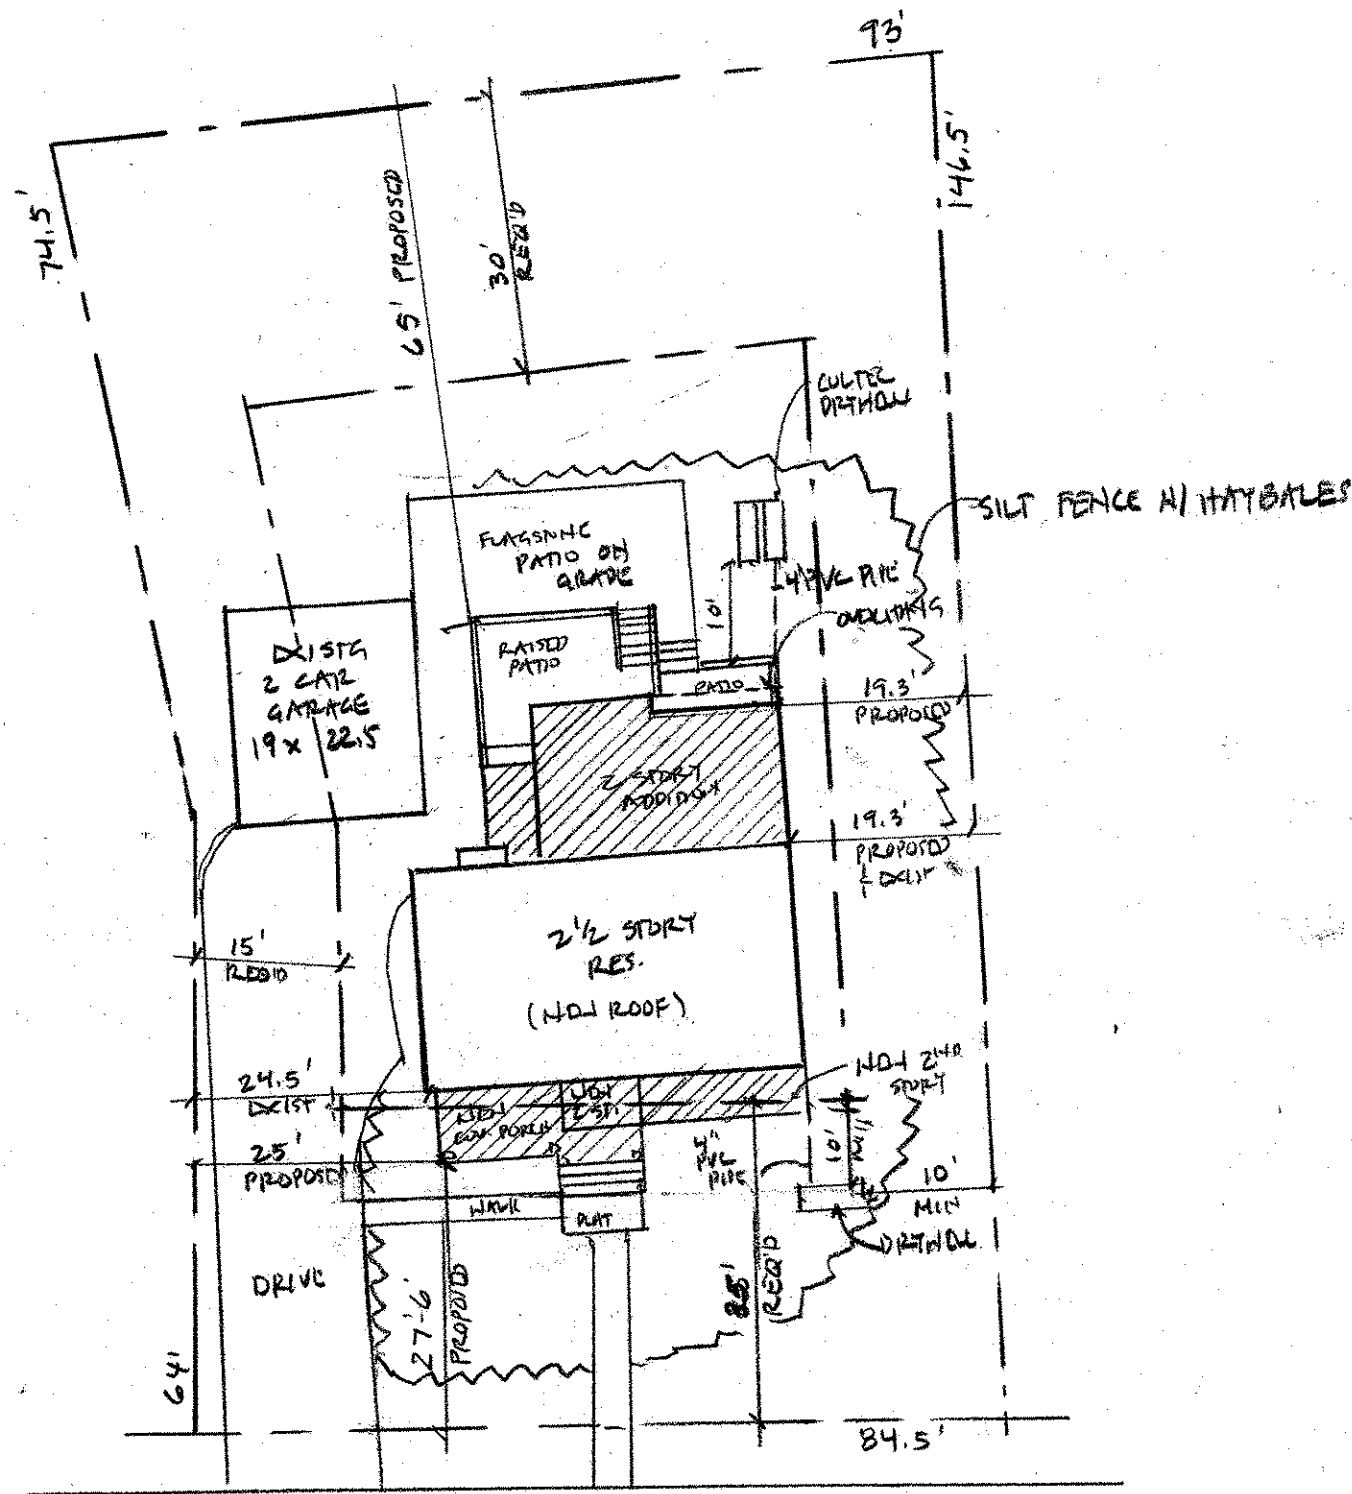 93'
74.5'
146.5'
65' PROPOSED
30'
REQ'D
CULTEC
DRYWELL
SILT FENCE W/ HAYBALES
FLAGSTONE
PATIO ON
GRADE
4" PVC PIPE
10'
EXIST'G
2 CAR
GARAGE
19 x 22.5
RAISED
PATIO
PATIO
19.3'
PROPOSED
2 STORY
ADDITION
19.3'
PROPOSED
& EXIST
2 1/2 STORY
RES.
(NEW ROOF)
15'
REQ'D
24.5'
EXIST
NEW 2ND
STORY
NEW
COV. PORCH
NEW
25'
PROPOSED
4"
PVC
PIPE
10'
MIN
10'
MIN
DRYWELL
WALK
PLAT
DRIVE
27'-6"
PROPOSED
REQ'D
64'
84.5'